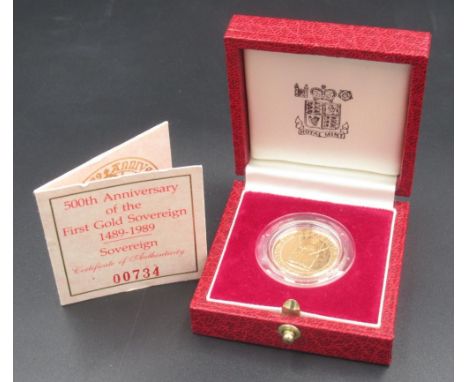 500th Anniversary
of the
First Gold Sovereign
1489-1989
Sovereign
Certificate of Authenticity
00734
ROYAL MINT